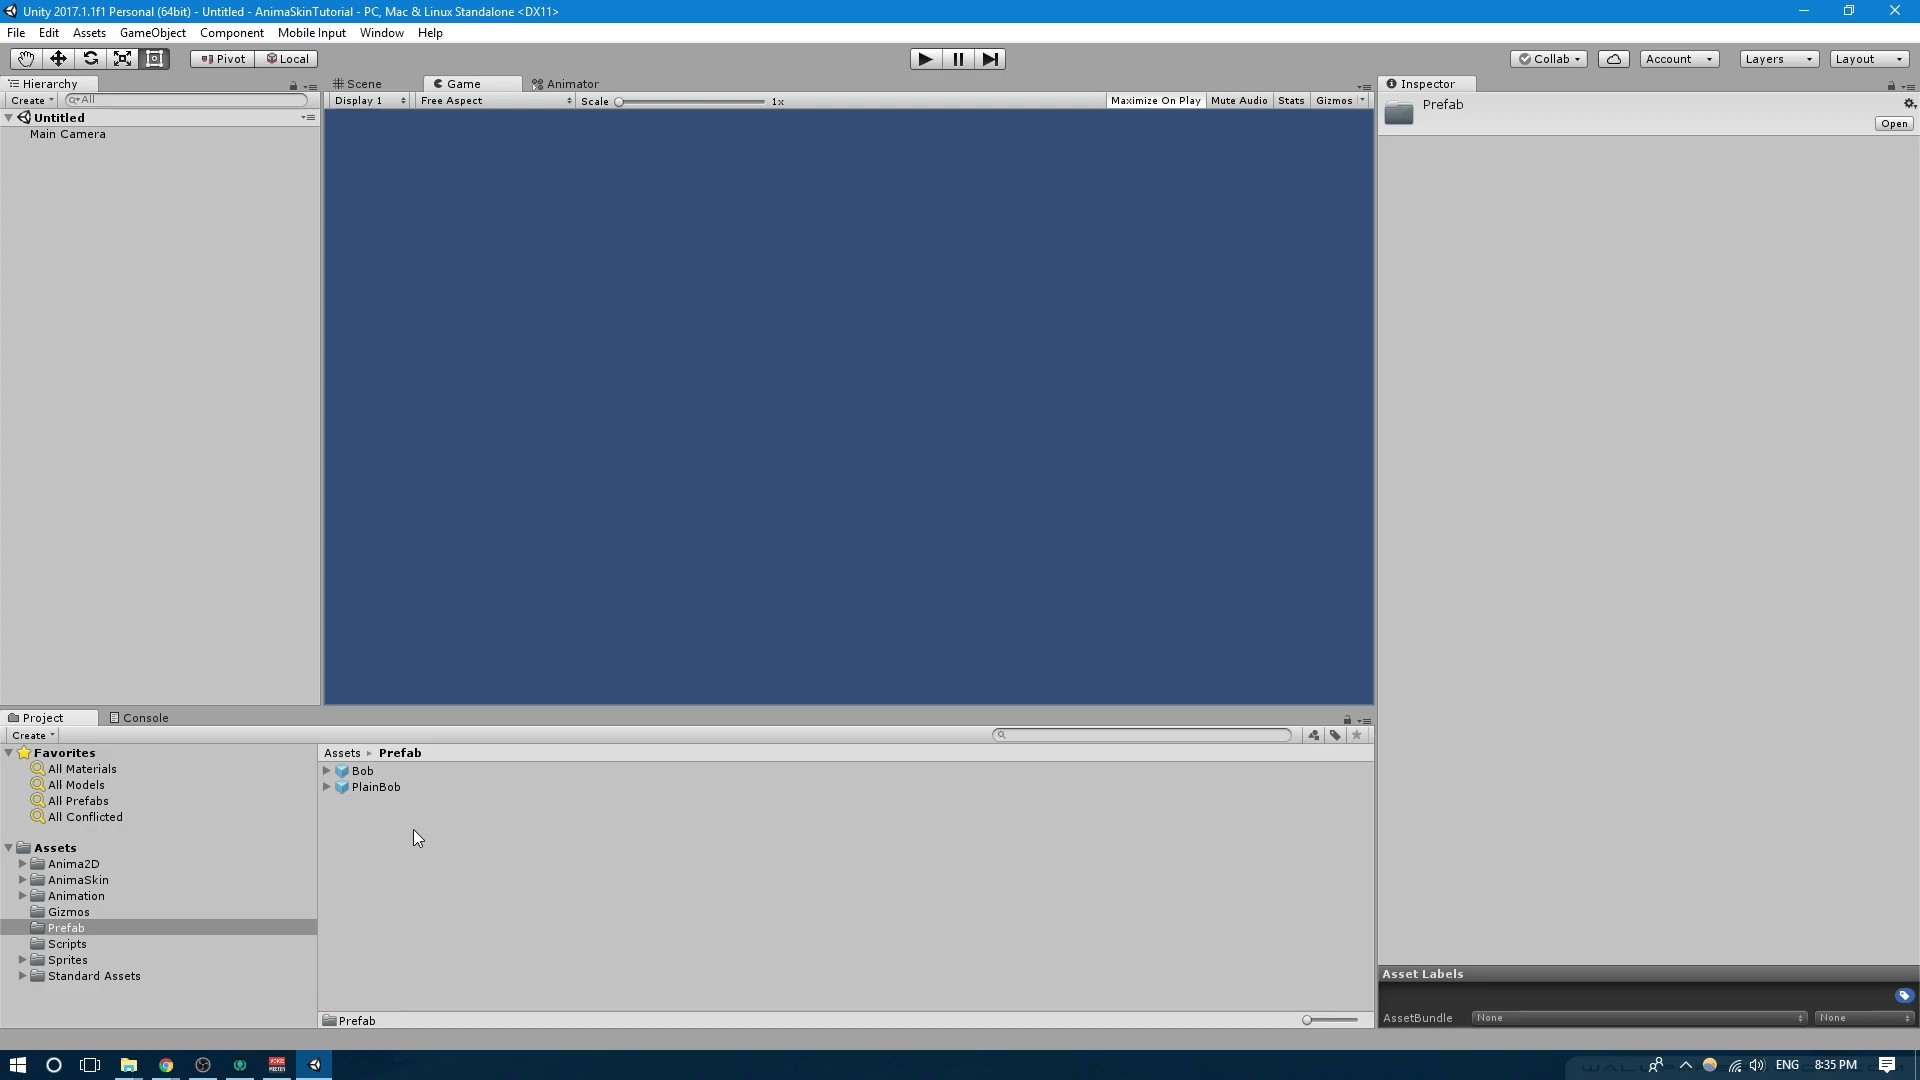 Unity 2017.1.1f1 Personal (64bit) - Untitled - AnimaSkinTutorial - PC, Mac & Linux Standalone <DX11>
File Edit Assets GameObject Component Mobile Input Window Help
Pivot Local Collab Account Layers Layout
Hierarchy Scene Game Animator Inspector
Create All Display 1 Free Aspect Scale 1x Maximize On Play Mute Audio Stats Gizmos Prefab
Untitled
Open
Main Camera
Project Console
Create
Favorites Assets Prefab
All Materials Bob
All Models PlainBob
All Prefabs
All Conflicted
Assets
Anima2D
AnimaSkin
Animation
Gizmos
Prefab
Scripts
Sprites
Standard Assets
Asset Labels
AssetBundle None None
Prefab
VOICE MEETER
ENG 8:35 PM